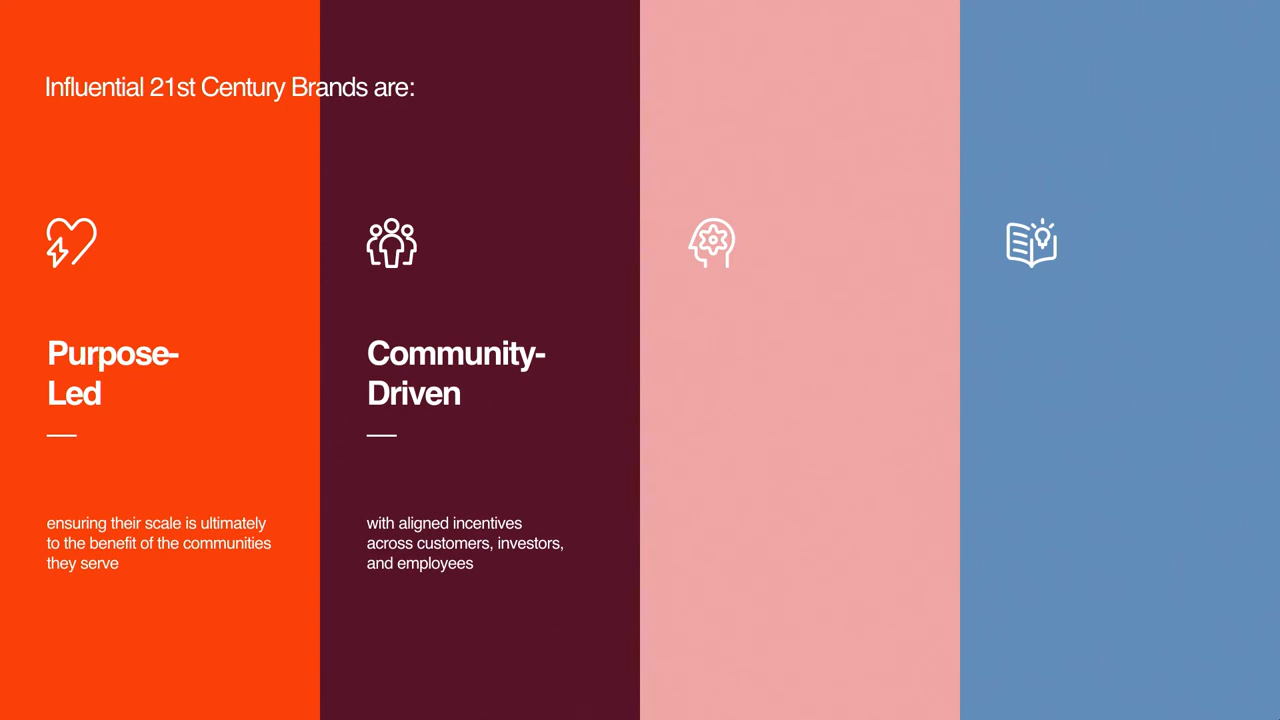 Influential 21st Century Brands are:
Purpose-
Led
ensuring their scale is ultimately
to the benefit of the communities
they serve
Community-
Driven
with aligned incentives
across customers, investors,
and employees